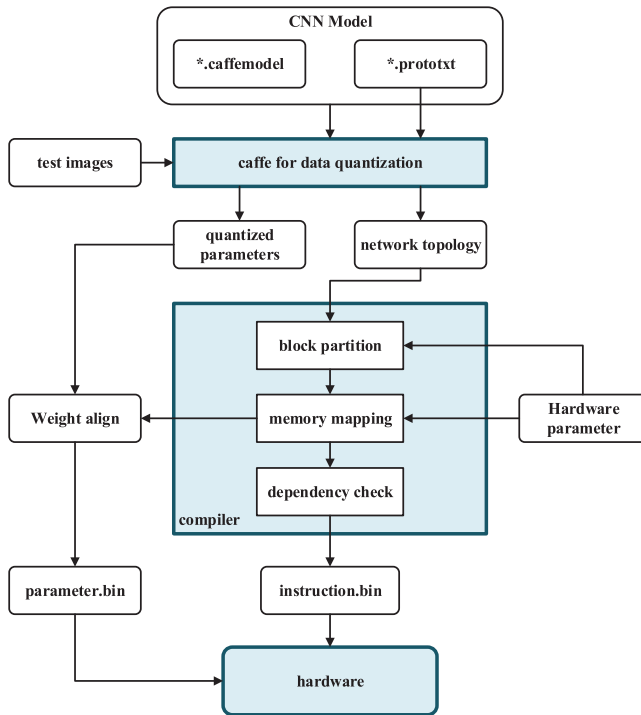 CNN Model
*.caffemodel
*.prototxt
test images
caffe for data quantization
quantized
parameters
network topology
block partition
Weight align
memory mapping
Hardware
parameter
dependency check
compiler
parameter.bin
instruction.bin
hardware